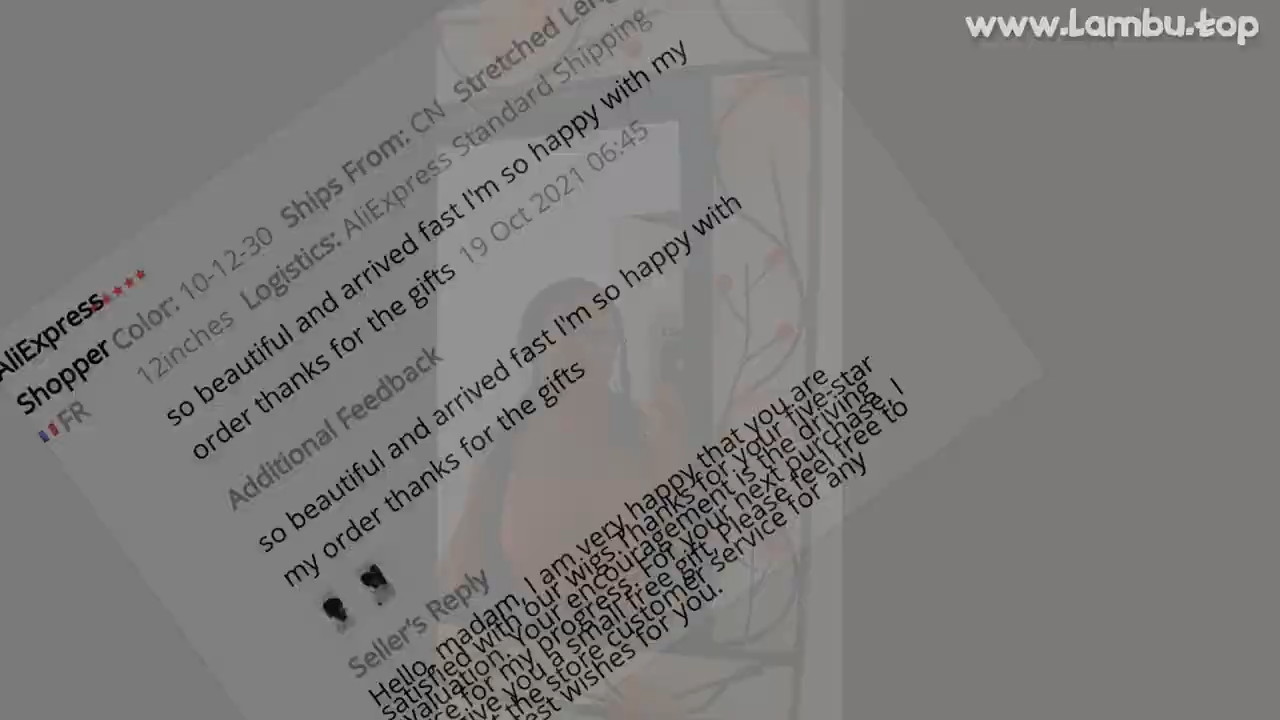 www.Lambu.top
AliExpress
Shopper
FR
Color: 10-12-30 Ships From: CN Stretched
12inches Logistics: AliExpress Standard Shipping
so beautiful and arrived fast I'm so happy with my
order thanks for the gifts 19 Oct 2021 06:45
Additional Feedback
so beautiful and arrived fast I'm so happy with
my order thanks for the gifts
Seller's Reply
Hello, madam, I am very happy that you are
satisfied with our wigs. Thanks for your five-star
Your encouragement is the driving
for my progress. For your next purchase, I
you a small free gift. Please feel free to
the store customer service for any
wishes for you.